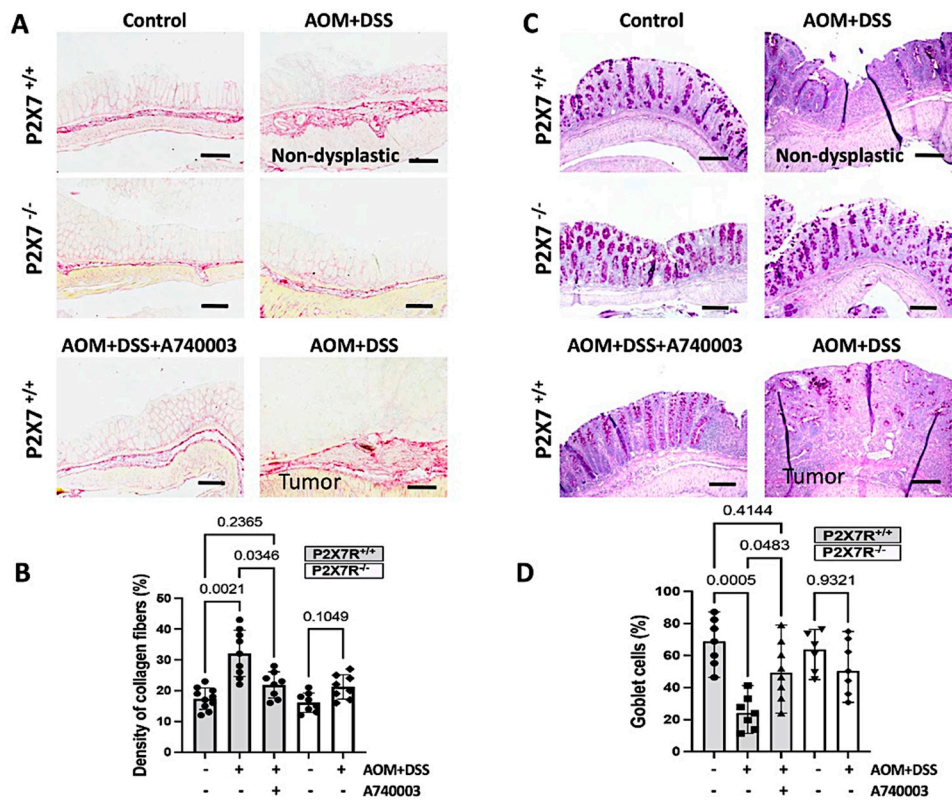 A
Control
AOM+DSS
P2X7 +/+
Non-dysplastic
P2X7 -/-
AOM+DSS+A740003
AOM+DSS
P2X7 +/+
Tumor
B
0.2365
0.0346
0.0021
0.1049
P2X7R+/+
P2X7R-/-
Density of collagen fibers (%)
50
40
30
20
10
0
- + + - + AOM+DSS
- - + - - A740003
C
Control
AOM+DSS
P2X7 +/+
Non-dysplastic
P2X7 -/-
AOM+DSS+A740003
AOM+DSS
P2X7 +/+
Tumor
D
0.4144
0.0483
0.0005
0.9321
P2X7R+/+
P2X7R-/-
Goblet cells (%)
100
80
60
40
20
0
- + + - + AOM+DSS
- - + - - A740003